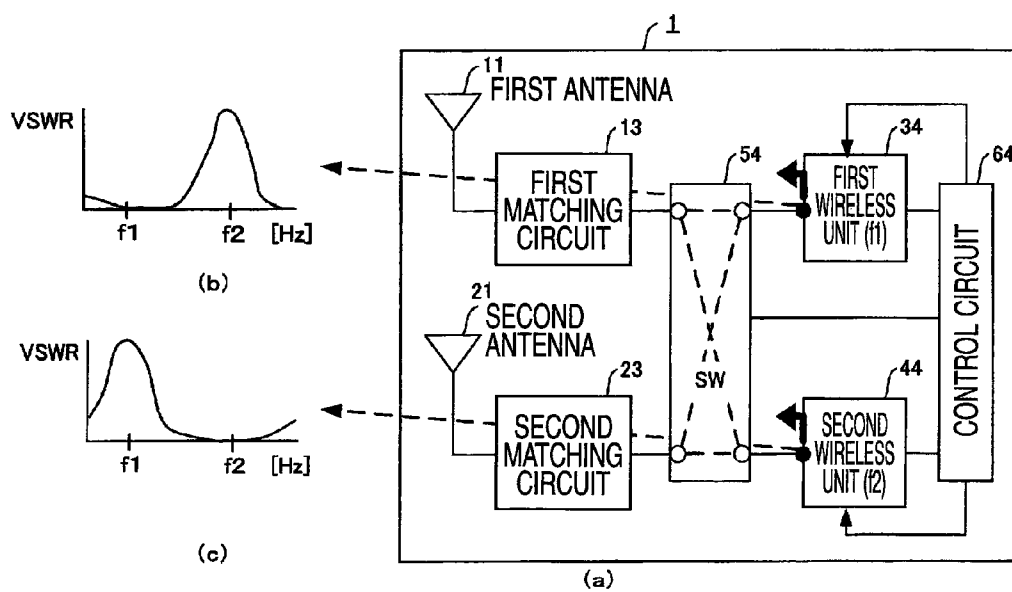 1
11
FIRST ANTENNA
VSWR
f1 f2 [Hz]
(b)
13
FIRST
MATCHING
CIRCUIT
54
SW
34
FIRST
WIRELESS
UNIT (f1)
64
CONTROL CIRCUIT
21
SECOND
ANTENNA
VSWR
f1 f2 [Hz]
(c)
23
SECOND
MATCHING
CIRCUIT
44
SECOND
WIRELESS
UNIT (f2)
(a)